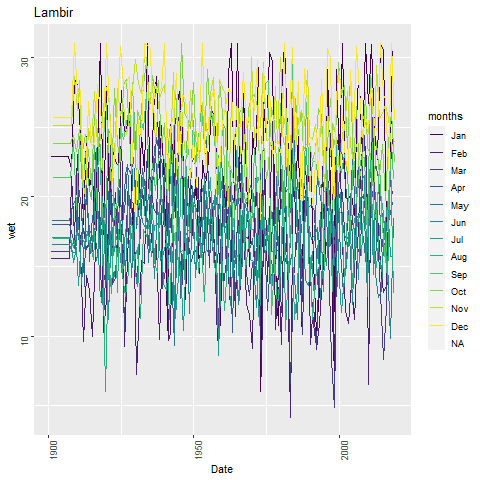 Lambir
wet
30
20
10
1900
1950
2000
Date
months
Jan
Feb
Mar
Apr
May
Jun
Jul
Aug
Sep
Oct
Nov
Dec
NA